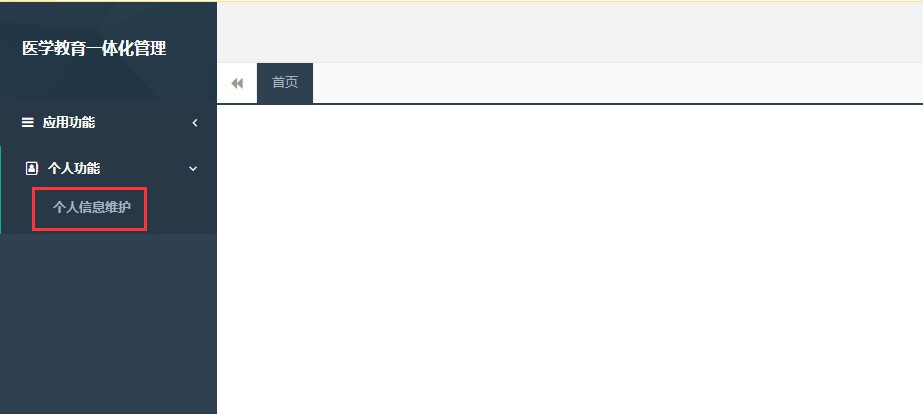 医学教育一体化管理
首页
应用功能
个人功能
个人信息维护